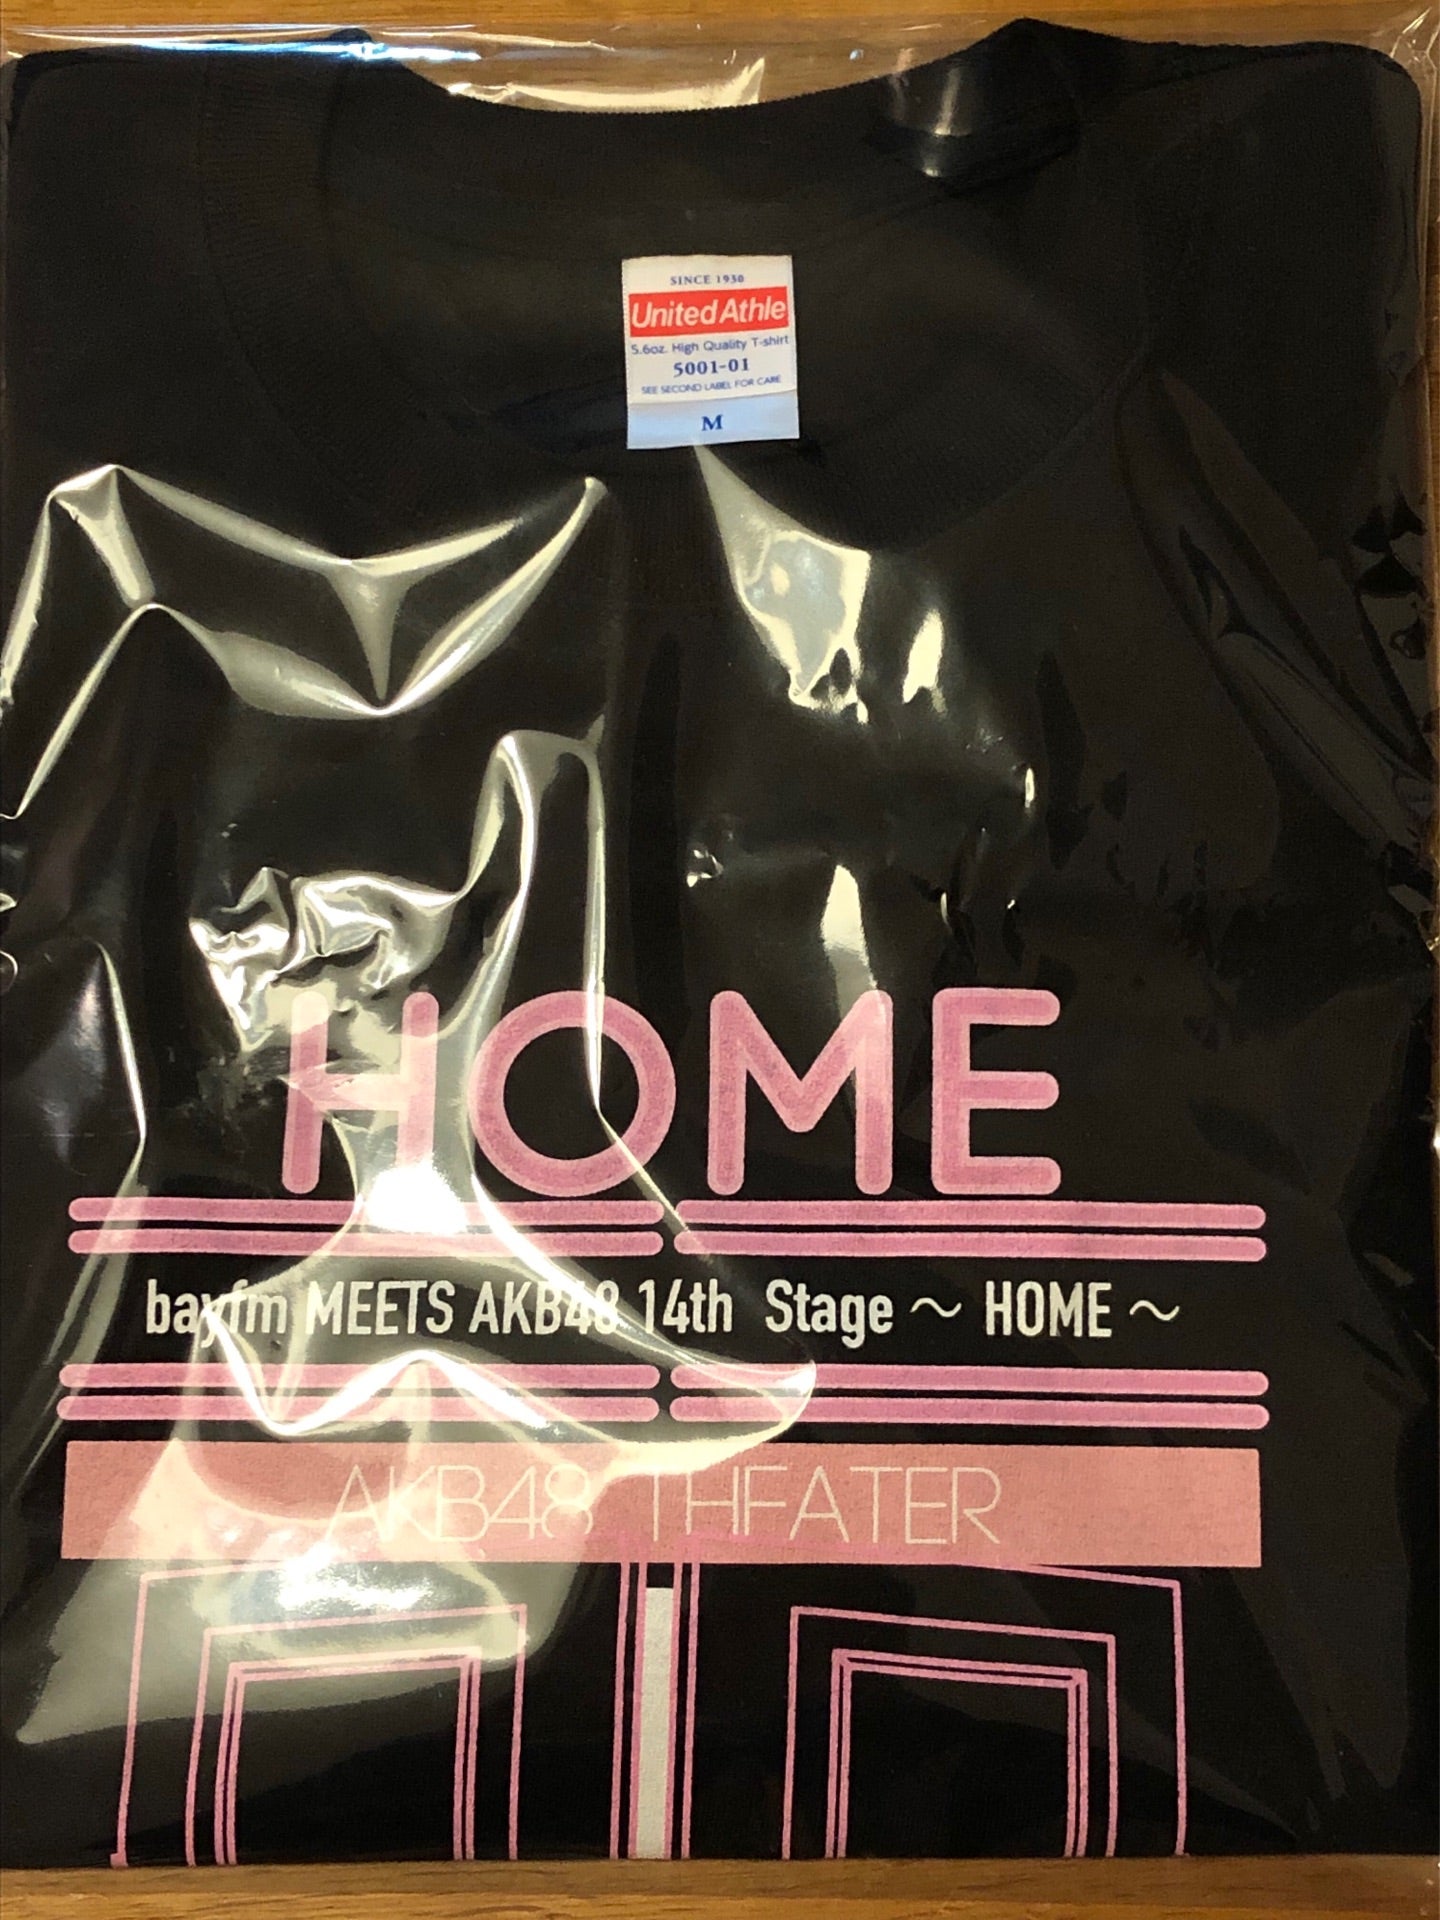 SINCE 1930
United Athle
5.6oz. High Quality T-shirt
5001-01
SEE SECOND LABEL FOR CARE
M
HOME
bayfm MEETS AKB48 14th Stage ～ HOME ～
AKB48 THEATER